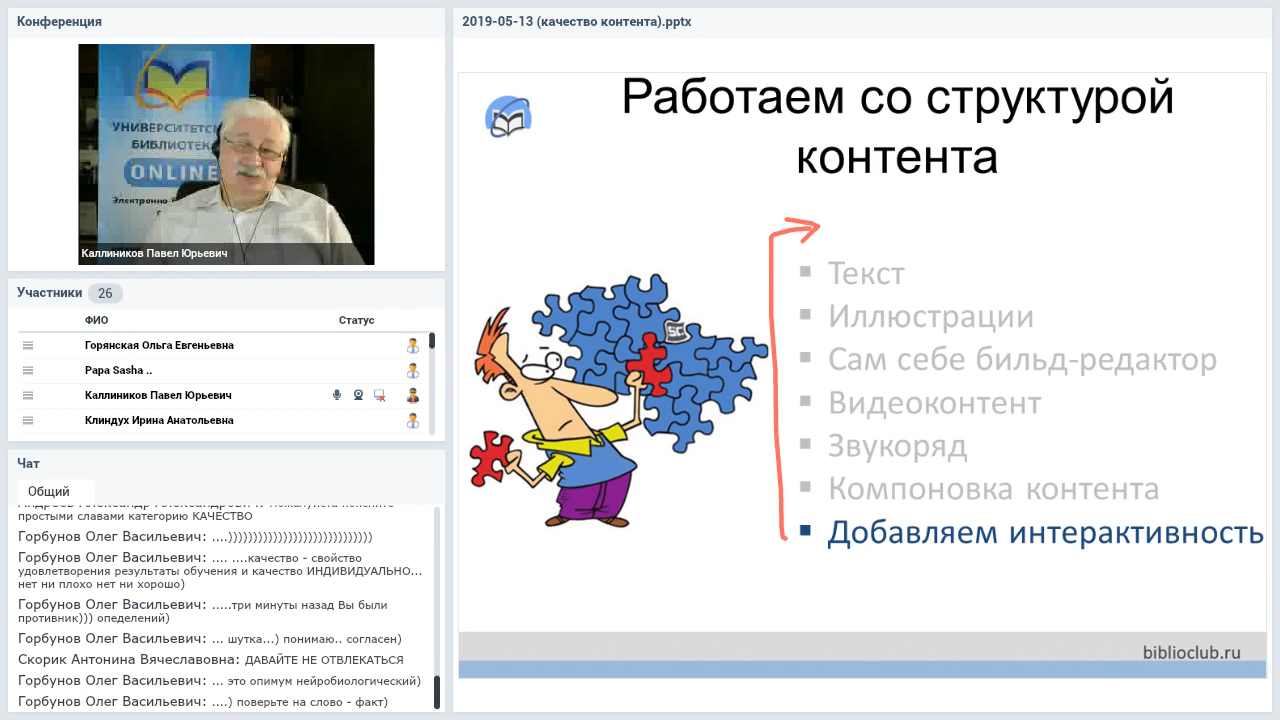 Конференция
УНИВЕРСИТЕТС
БИБЛИОТЕКА
ONLINE
Электронно-
Каллиников Павел Юрьевич
Участники 26
ФИО Статус
Горянская Ольга Евгеньевна
Papa Sasha ..
Каллиников Павел Юрьевич
Клиндух Ирина Анатольевна
Чат
Общий
простыми славами категорию КАЧЕСТВО
Горбунов Олег Васильевич: ....)))))))))))))))))))))))))))))
Горбунов Олег Васильевич: .... ....качество - свойство
удовлетворения результаты обучения и качество ИНДИВИДУАЛЬНО...
нет ни плохо нет ни хорошо)
Горбунов Олег Васильевич: .....три минуты назад Вы были
противник))) опеделений)
Горбунов Олег Васильевич: ... шутка...) понимаю.. согласен)
Скорик Антонина Вячеславовна: ДАВАЙТЕ НЕ ОТВЛЕКАТЬСЯ
Горбунов Олег Васильевич: ... это опимум нейробиологический)
Горбунов Олег Васильевич: ....) поверьте на слово - факт)
2019-05-13 (качество контента).pptx
Работаем со структурой
контента
Текст
Иллюстрации
Сам себе бильд-редактор
Видеоконтент
Звукоряд
Компоновка контента
Добавляем интерактивность
biblioclub.ru